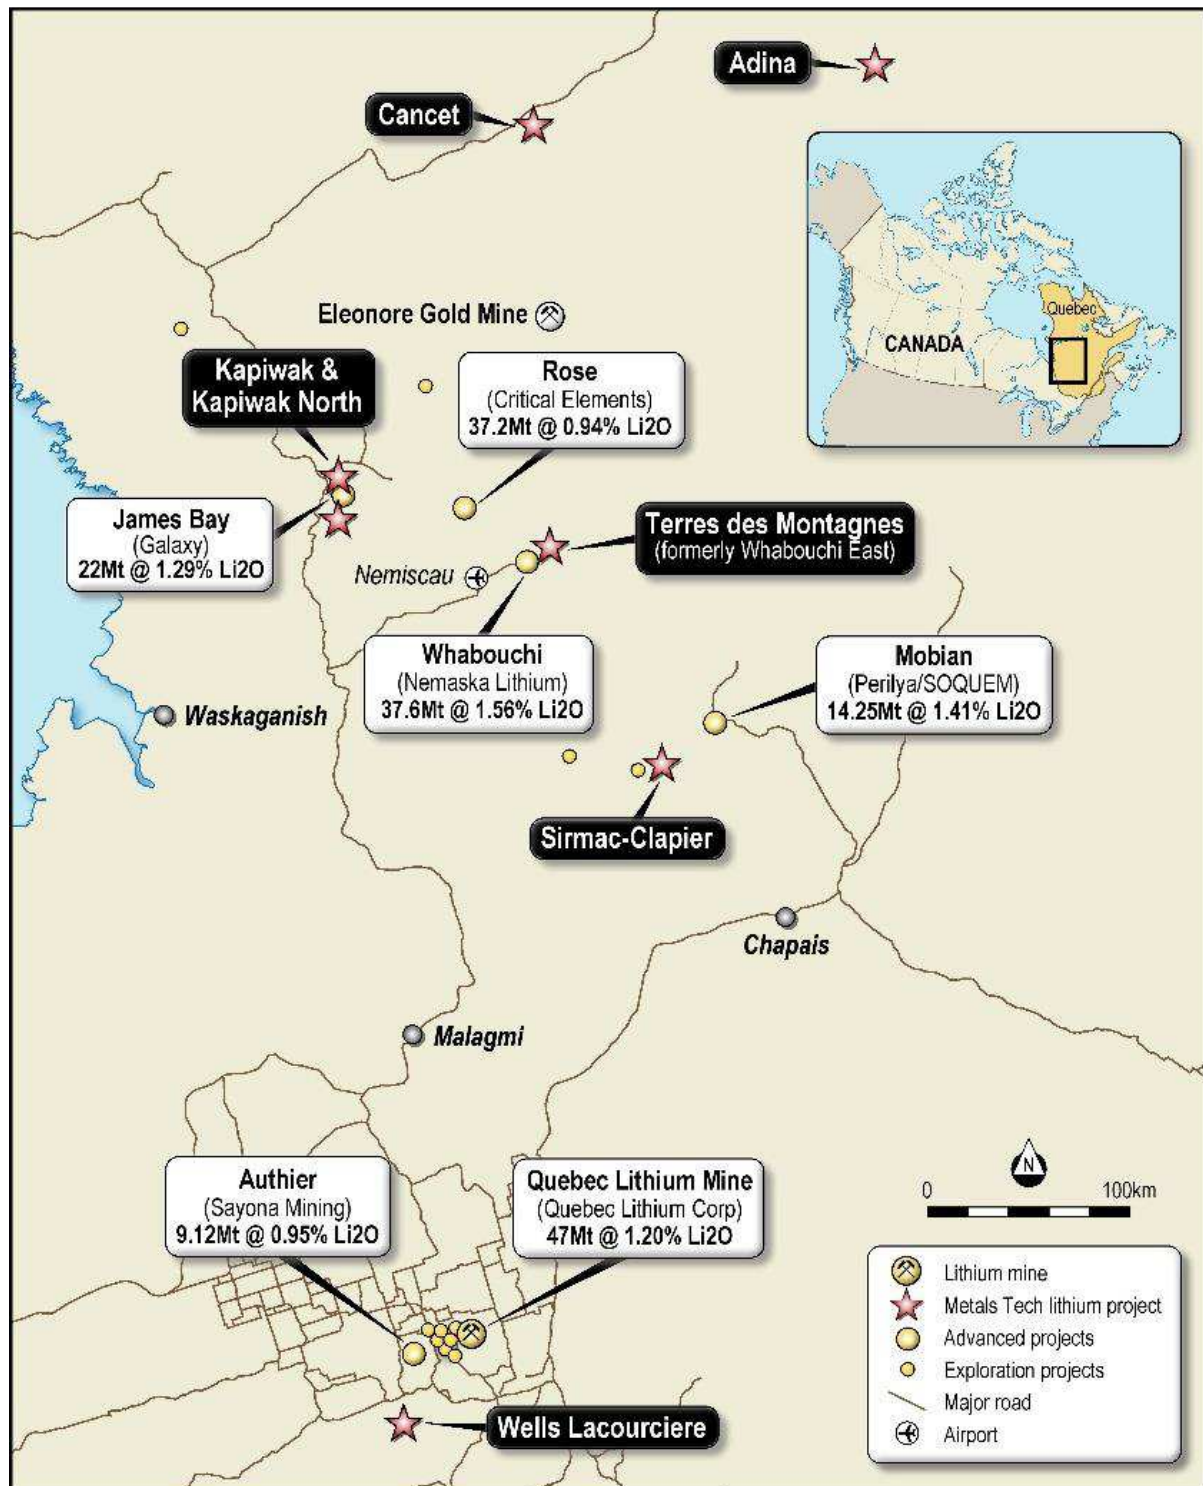 Adina
Cancet
Quebec
CANADA
Eleonore Gold Mine
Kapiwak &
Kapiwak North
Rose
(Critical Elements)
37.2Mt @ 0.94% Li2O
James Bay
(Galaxy)
22Mt @ 1.29% Li2O
Terres des Montagnes
(formerly Whabouchi East)
Nemiscau
Whabouchi
(Nemaska Lithium)
37.6Mt @ 1.56% Li2O
Mobian
(Perilya/SOQUEM)
14.25Mt @ 1.41% Li2O
Waskaganish
Sirmac-Clapier
Chapais
Malagmi
Authier
(Sayona Mining)
9.12Mt @ 0.95% Li2O
Quebec Lithium Mine
(Quebec Lithium Corp)
47Mt @ 1.20% Li2O
N
0 100km
Lithium mine
Metals Tech lithium project
Advanced projects
Exploration projects
Major road
Airport
Wells Lacourciere